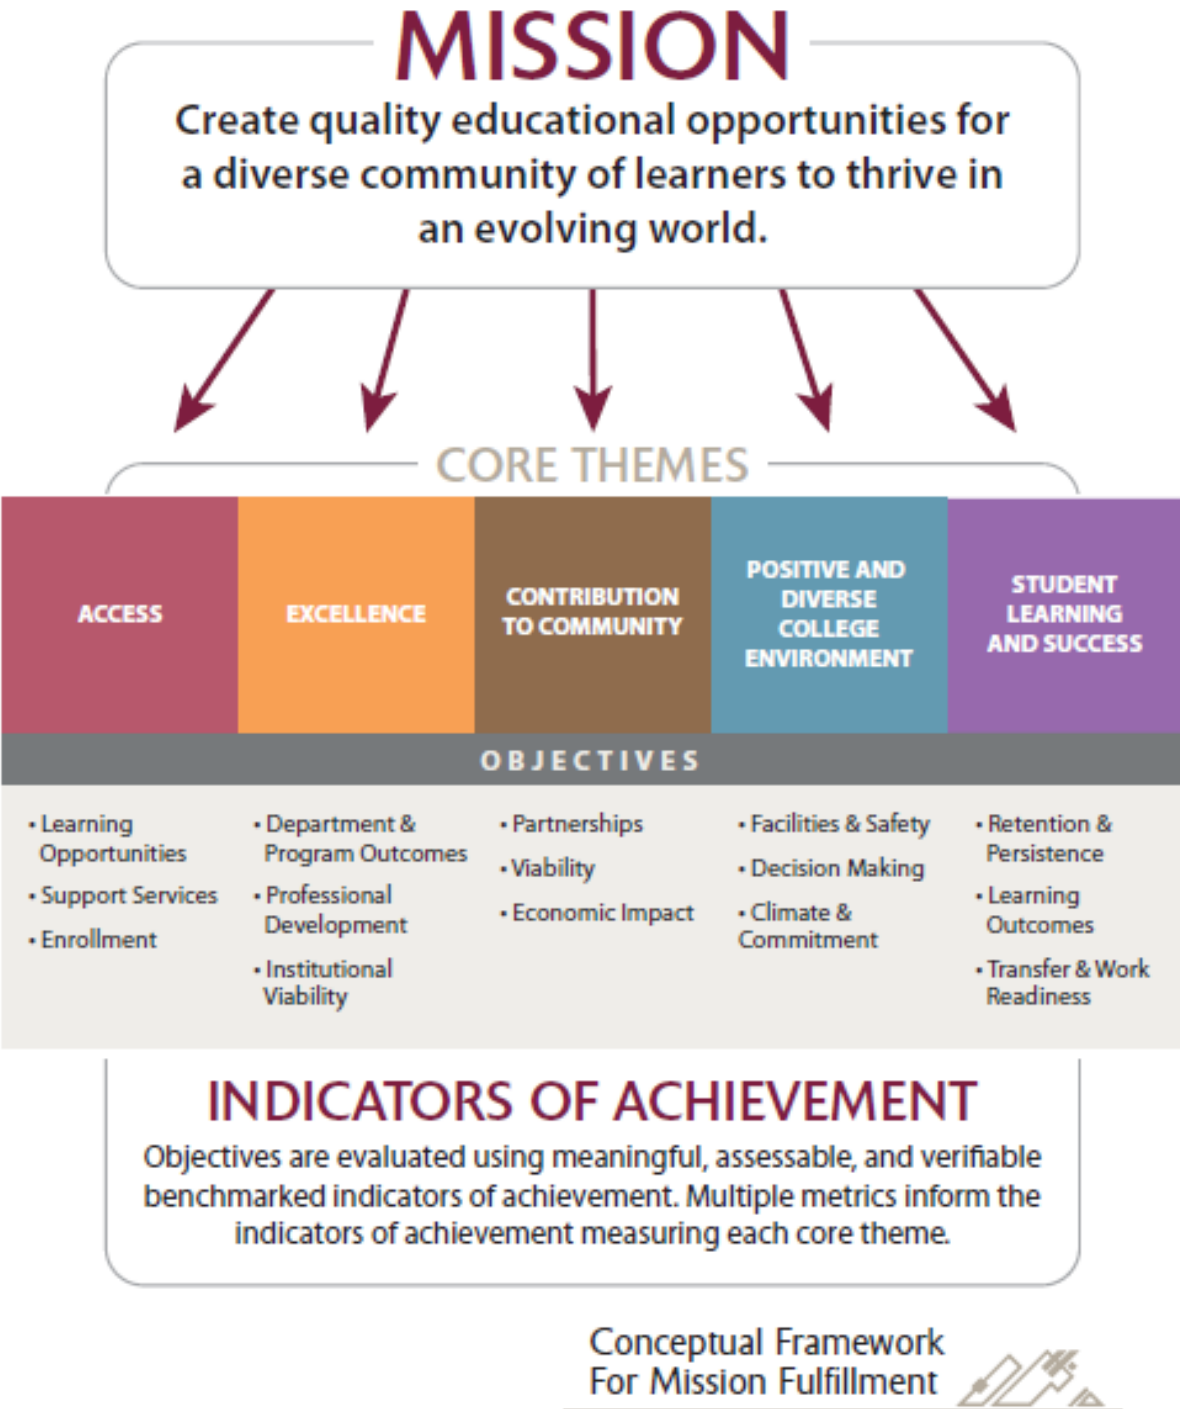 MISSION
Create quality educational opportunities for
a diverse community of learners to thrive in
an evolving world.
CORE THEMES
ACCESS
EXCELLENCE
CONTRIBUTION
TO COMMUNITY
POSITIVE AND
DIVERSE
COLLEGE
ENVIRONMENT
STUDENT
LEARNING
AND SUCCESS
OBJECTIVES
• Learning
Opportunities
• Support Services
• Enrollment
• Department &
Program Outcomes
• Professional
Development
• Institutional
Viability
• Partnerships
• Viability
• Economic Impact
• Facilities & Safety
• Decision Making
• Climate &
Commitment
• Retention &
Persistence
• Learning
Outcomes
• Transfer & Work
Readiness
INDICATORS OF ACHIEVEMENT
Objectives are evaluated using meaningful, assessable, and verifiable
benchmarked indicators of achievement. Multiple metrics inform the
indicators of achievement measuring each core theme.
Conceptual Framework
For Mission Fulfillment